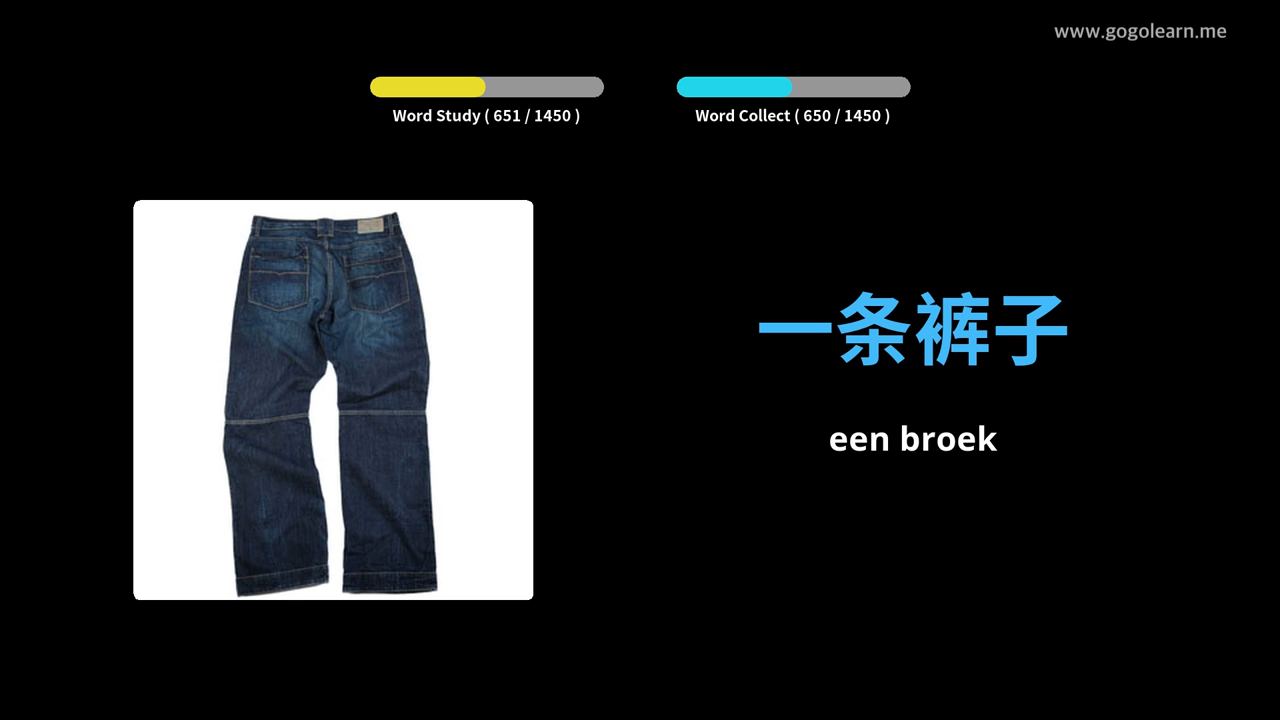 www.gogolearn.me
Word Study ( 651 / 1450 )
Word Collect ( 650 / 1450 )
一条裤子
een broek